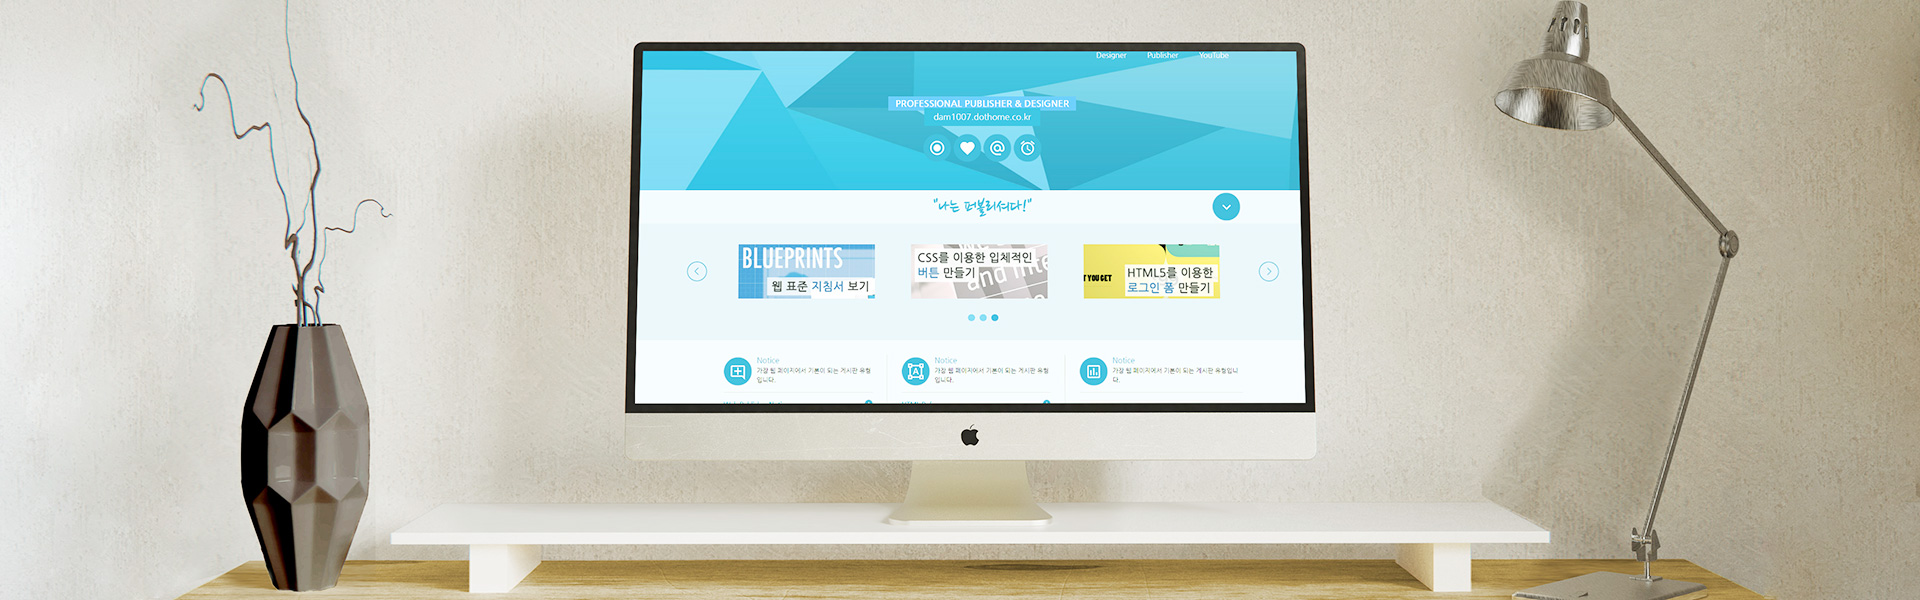 Designer Publisher YouTube
PROFESSIONAL PUBLISHER & DESIGNER
dam1007.dothome.co.kr
"나는 퍼블리셔다!"
BLUEPRINTS
웹 표준 지침서 보기
CSS를 이용한 입체적인
버튼 만들기
and inte
T YOU GET
HTML5를 이용한
로그인 폼 만들기
Notice
가장 웹 페이지에서 기본이 되는 게시판 유형
입니다.
Notice
가장 웹 페이지에서 기본이 되는 게시판 유형
입니다.
Notice
가장 웹 페이지에서 기본이 되는 게시판 유형입니
다.